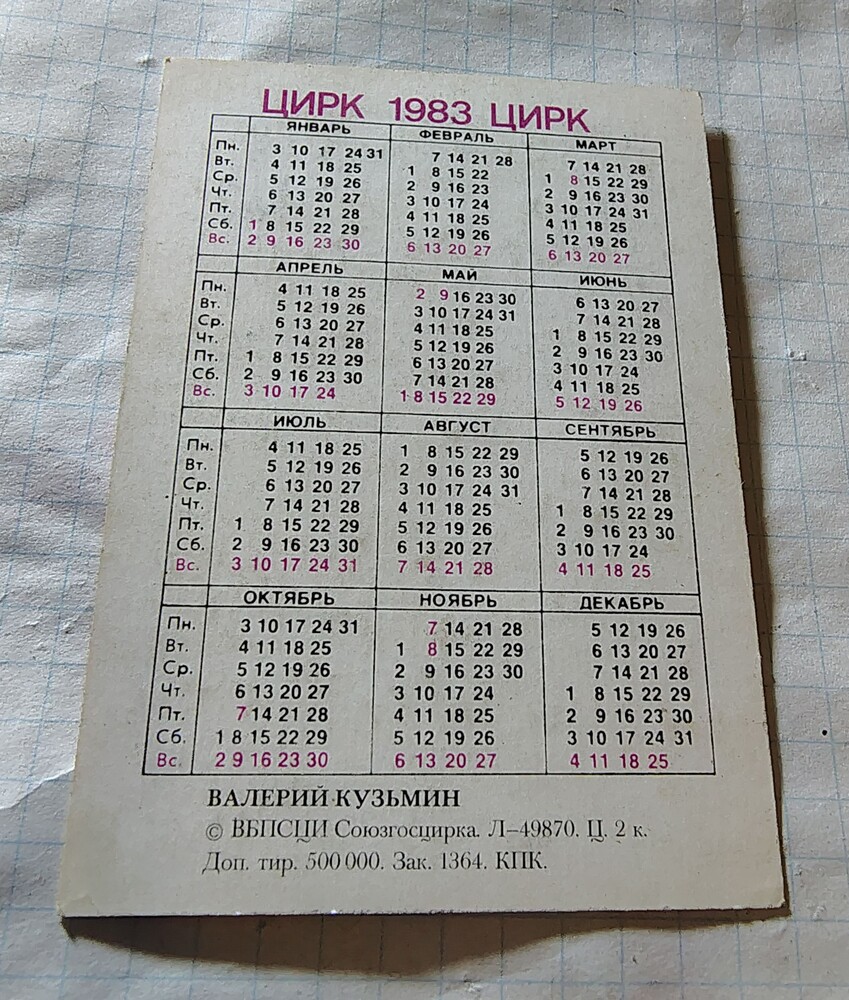 ЦИРК 1983 ЦИРК
ЯНВАРЬ ФЕВРАЛЬ МАРТ
Пн. 3 10 17 24 31 7 14 21 28 7 14 21 28
Вт. 4 11 18 25 1 8 15 22 1 8 15 22 29
Ср. 5 12 19 26 2 9 16 23 2 9 16 23 30
Чт. 6 13 20 27 3 10 17 24 3 10 17 24 31
Пт. 7 14 21 28 4 11 18 25 4 11 18 25
Сб. 1 8 15 22 29 5 12 19 26 5 12 19 26
Вс. 2 9 16 23 30 6 13 20 27 6 13 20 27
АПРЕЛЬ МАЙ ИЮНЬ
Пн. 4 11 18 25 2 9 16 23 30 6 13 20 27
Вт. 5 12 19 26 3 10 17 24 31 7 14 21 28
Ср. 6 13 20 27 4 11 18 25 1 8 15 22 29
Чт. 7 14 21 28 5 12 19 26 2 9 16 23 30
Пт. 1 8 15 22 29 6 13 20 27 3 10 17 24
Сб. 2 9 16 23 30 7 14 21 28 4 11 18 25
Вс. 3 10 17 24 1 8 15 22 29 5 12 19 26
ИЮЛЬ АВГУСТ СЕНТЯБРЬ
Пн. 4 11 18 25 1 8 15 22 29 5 12 19 26
Вт. 5 12 19 26 2 9 16 23 30 6 13 20 27
Ср. 6 13 20 27 3 10 17 24 31 7 14 21 28
Чт. 7 14 21 28 4 11 18 25 1 8 15 22 29
Пт. 1 8 15 22 29 5 12 19 26 2 9 16 23 30
Сб. 2 9 16 23 30 6 13 20 27 3 10 17 24
Вс. 3 10 17 24 31 7 14 21 28 4 11 18 25
ОКТЯБРЬ НОЯБРЬ ДЕКАБРЬ
Пн. 3 10 17 24 31 7 14 21 28 5 12 19 26
Вт. 4 11 18 25 1 8 15 22 29 6 13 20 27
Ср. 5 12 19 26 2 9 16 23 30 7 14 21 28
Чт. 6 13 20 27 3 10 17 24 1 8 15 22 29
Пт. 7 14 21 28 4 11 18 25 2 9 16 23 30
Сб. 1 8 15 22 29 5 12 19 26 3 10 17 24 31
Вс. 2 9 16 23 30 6 13 20 27 4 11 18 25
ВАЛЕРИЙ КУЗЬМИН
© ВБПСЦИ Союзгосцирка. Л–49870. Ц. 2 к.
Доп. тир. 500 000. Зак. 1364. КПК.